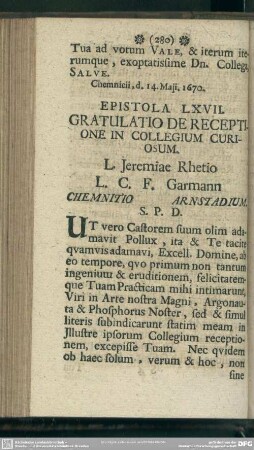 (280)
Tua ad votum VALE, & iterum ite-
rumque, exoptatissime Dn. Collega,
SALVE.
Chemnicii, d. 14. Maji. 1670.
EPISTOLA LXVII.
GRATULATIO DE RECEPTI-
ONE IN COLLEGIUM CURI-
OSUM.
L. Jeremiae Rhetio
L. C. F. Garmann
CHEMNITIO ARNSTADIUM.
S. P. D.
UT vero Castorem suum olim ada-
mavit Pollux, ita & Te tacite
qvamvis adamavi, Excell. Domine, ab
eo tempore, qvo primum non tantum
ingenium & eruditionem, felicitatem-
que Tuam Practicam mihi intimarunt,
Viri in Arte nostra Magni, Argonau-
ta & Phosphorus Noster, sed & simul
literis subindicarunt statim meam in
Illustre ipsorum Collegium receptio-
nem, excepisse Tuam. Nec qvidem
ob haec solum, verum & hoc, non
sine